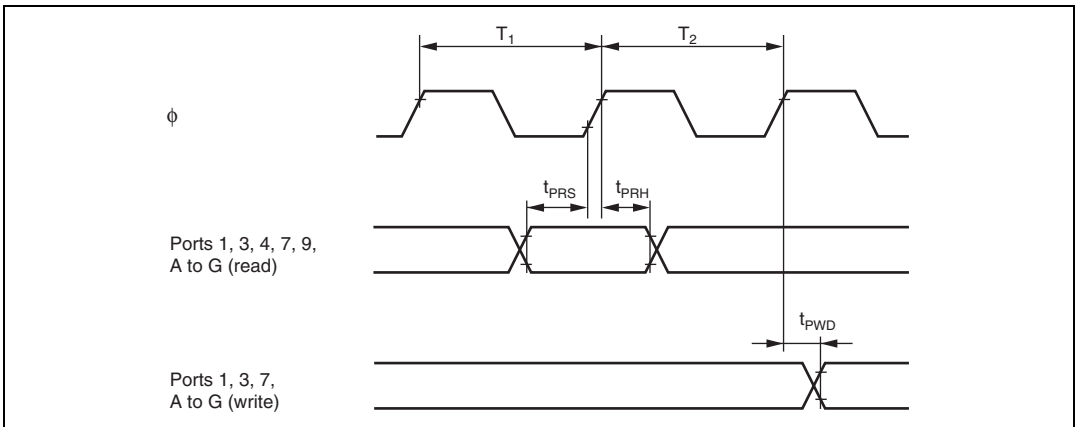 T₁
T₂
ϕ
tPRS
tPRH
Ports 1, 3, 4, 7, 9,
A to G (read)
tPWD
Ports 1, 3, 7,
A to G (write)